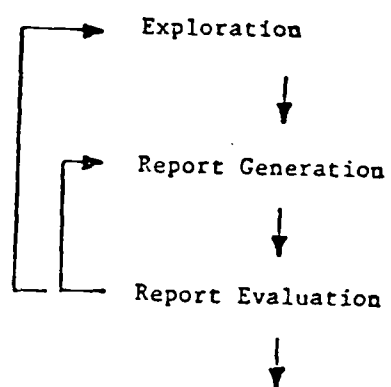 Exploration
Report Generation
Report Evaluation